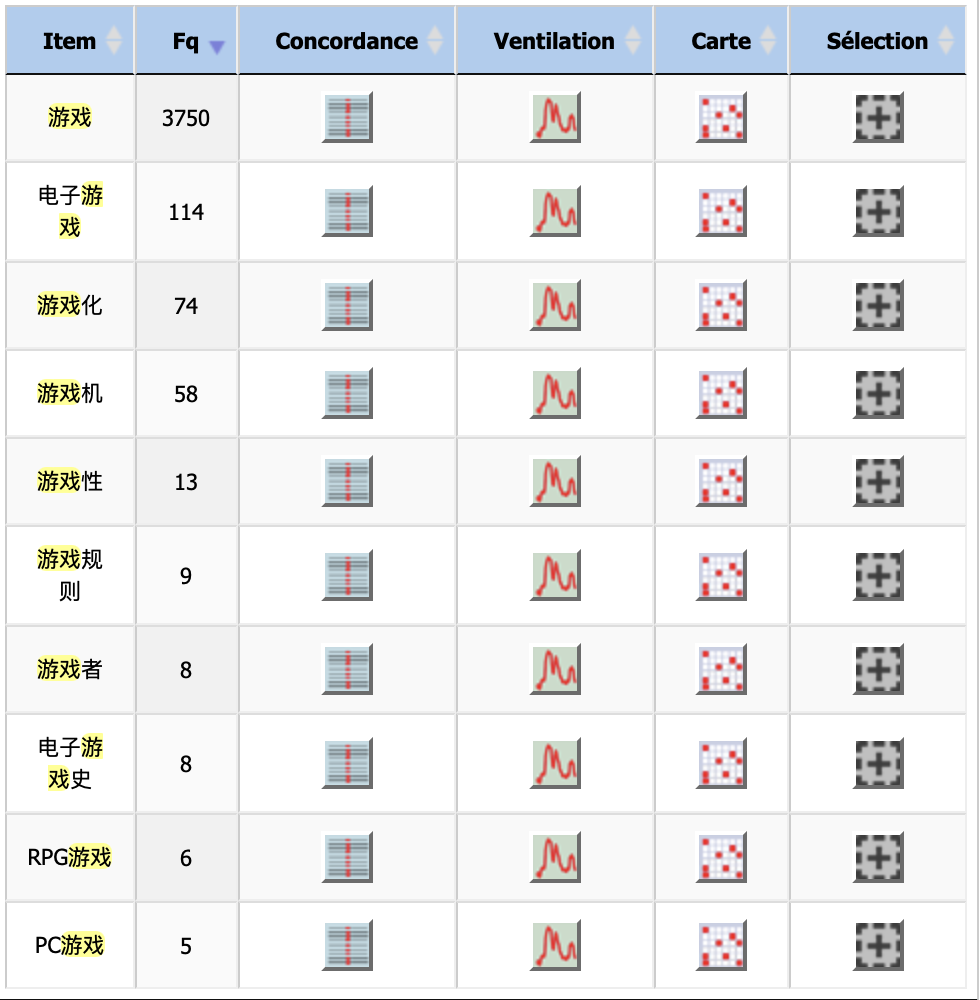 Item Fq Concordance Ventilation Carte Sélection
游戏 3750
电子游
戏 114
游戏化 74
游戏机 58
游戏性 13
游戏规
则 9
游戏者 8
电子游
戏史 8
RPG游戏 6
PC游戏 5